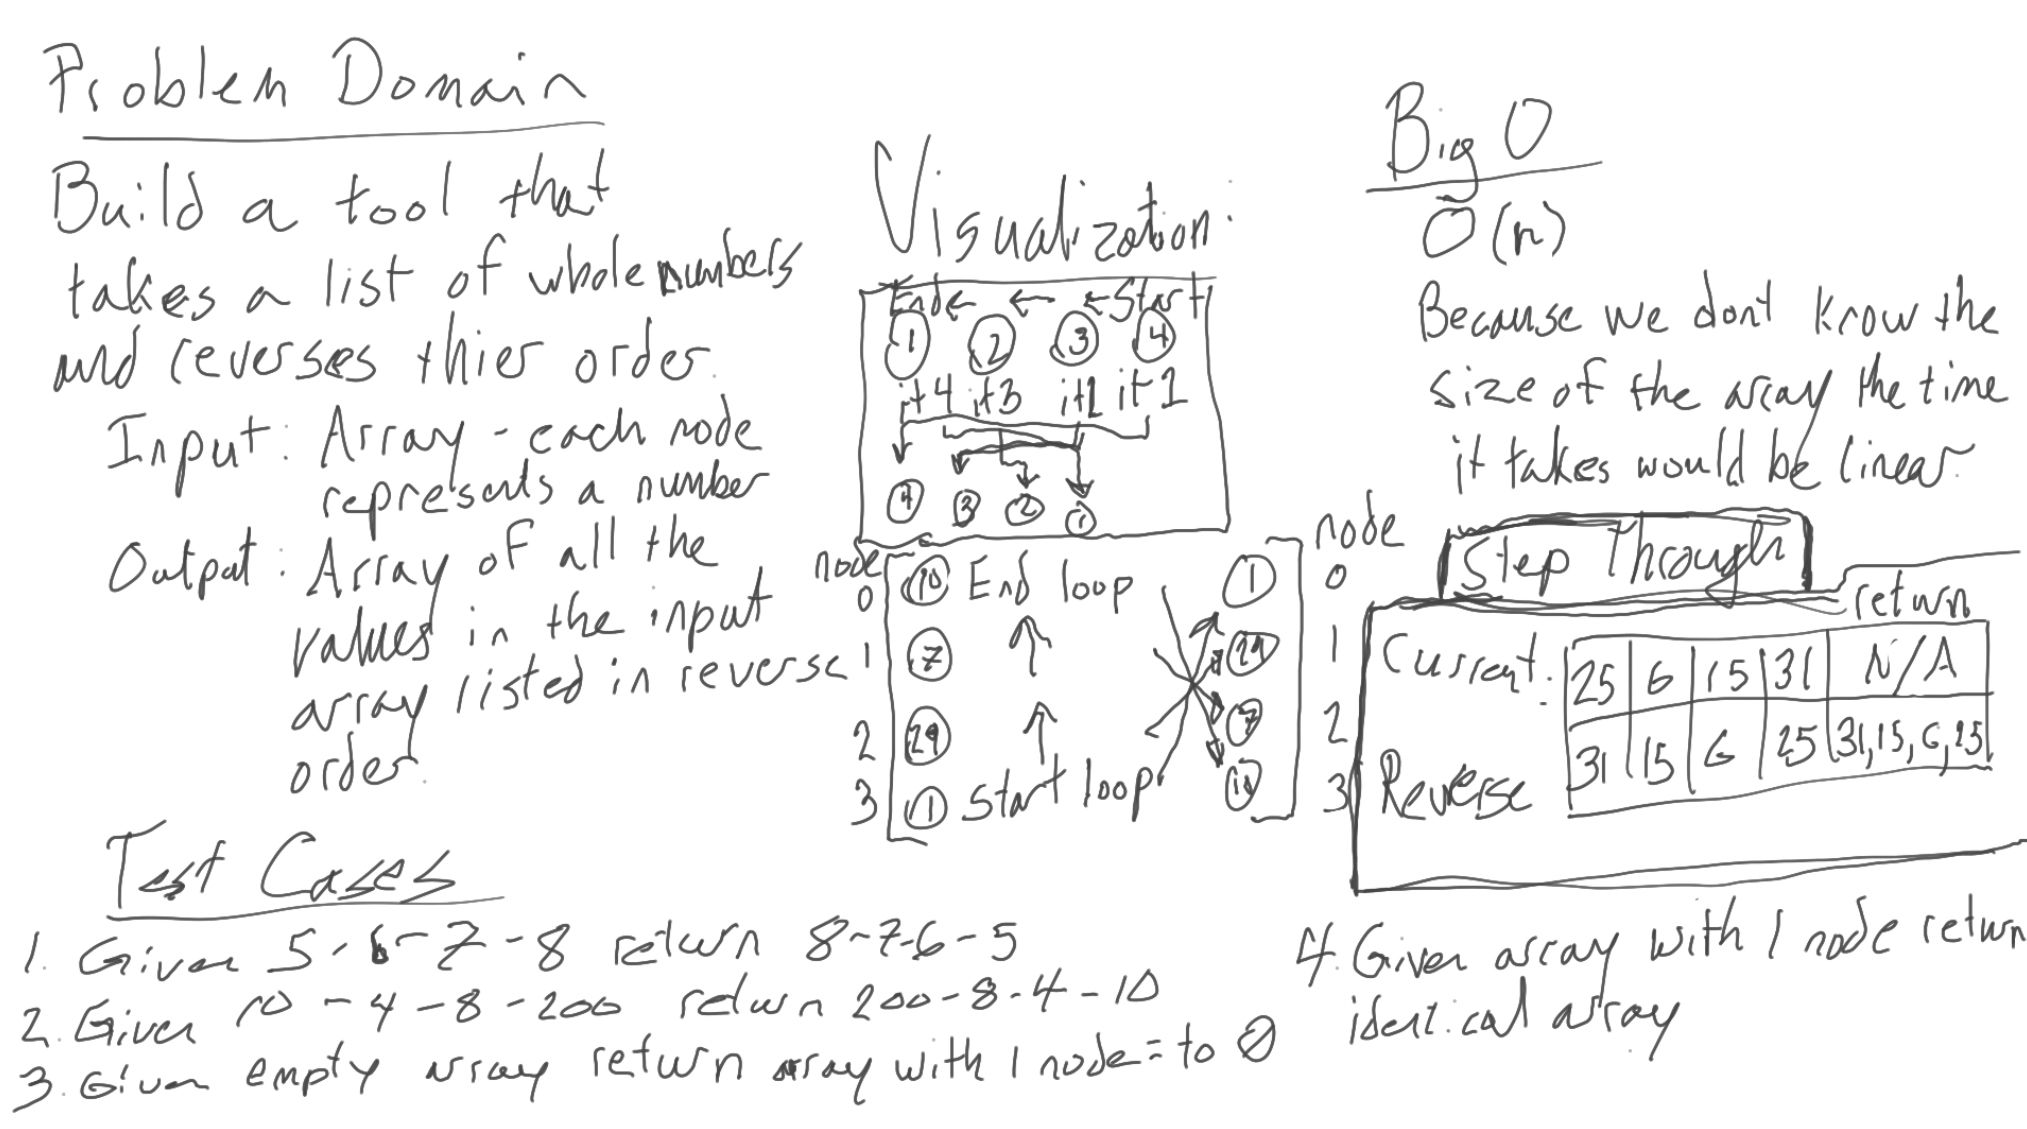 Problem Domain
Build a tool that
takes a list of whole numbers
and reverses thier order.
Input: Array - each node
represents a number
Output: Array of all the
values in the input
array listed in reverse
order.
Visualization:
End ← ← ← Start
1 2 3 4
it4 it3 it1 it1
4 3 2 1
node node
0 10 End loop 1 0
1 7 29 1
2 29 7 2
3 1 Start loop 10 3
Big O
O(n)
Because we dont know the
size of the array the time
it takes would be linear.
Step Through
return
Current: 25 6 15 31 N/A
Reverse 31 15 6 25 31,15,6,25
Test Cases
1. Given 5-6-7-8 return 8-7-6-5
2. Given 10-4-8-200 return 200-8-4-10
3. Given empty array return array with 1 node = to 0
4. Given array with 1 node return
identical array